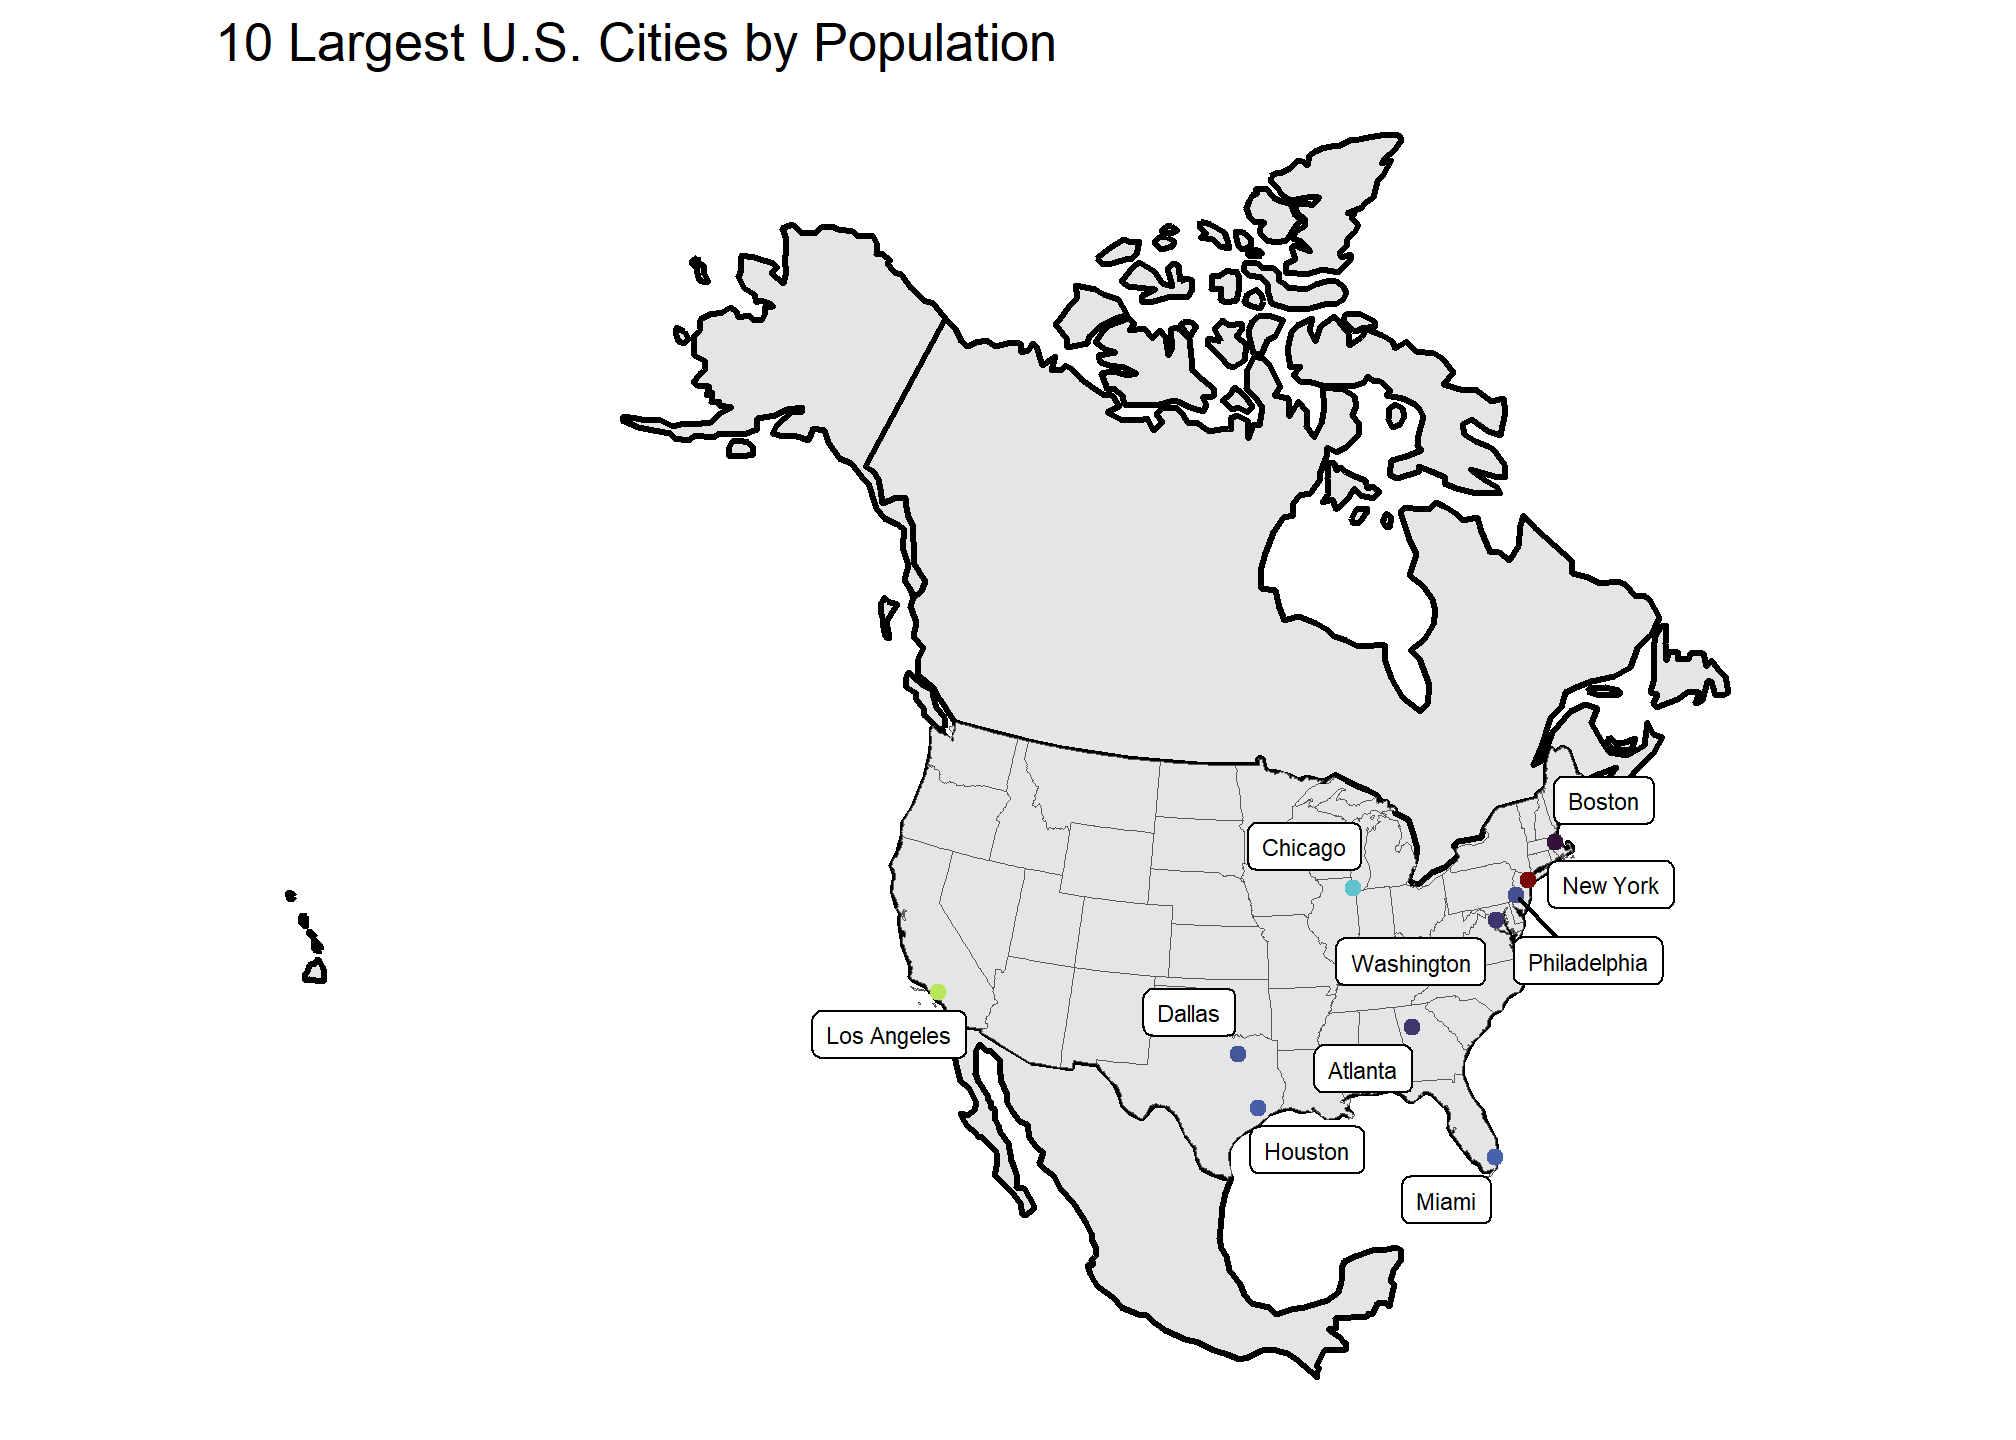 10 Largest U.S. Cities by Population
Boston
Chicago
New York
Washington
Philadelphia
Dallas
Los Angeles
Atlanta
Houston
Miami